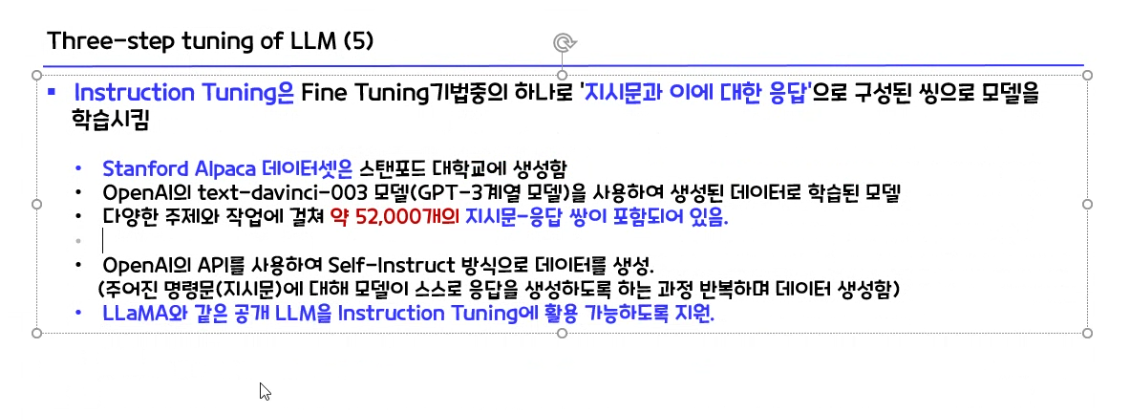 Three-step tuning of LLM (5)
▪ Instruction Tuning은 Fine Tuning기법중의 하나로 '지시문과 이에 대한 응답'으로 구성된 씽으로 모델을
학습시킴
• Stanford Alpaca 데이터셋은 스탠포드 대학교에 생성함
• OpenAI의 text-davinci-003 모델(GPT-3계열 모델)을 사용하여 생성된 데이터로 학습된 모델
• 다양한 주제와 작업에 걸쳐 약 52,000개의 지시문-응답 쌍이 포함되어 있음.
•
• OpenAI의 API를 사용하여 Self-Instruct 방식으로 데이터를 생성.
(주어진 명령문(지시문)에 대해 모델이 스스로 응답을 생성하도록 하는 과정 반복하며 데이터 생성함)
• LLaMA와 같은 공개 LLM을 Instruction Tuning에 활용 가능하도록 지원.